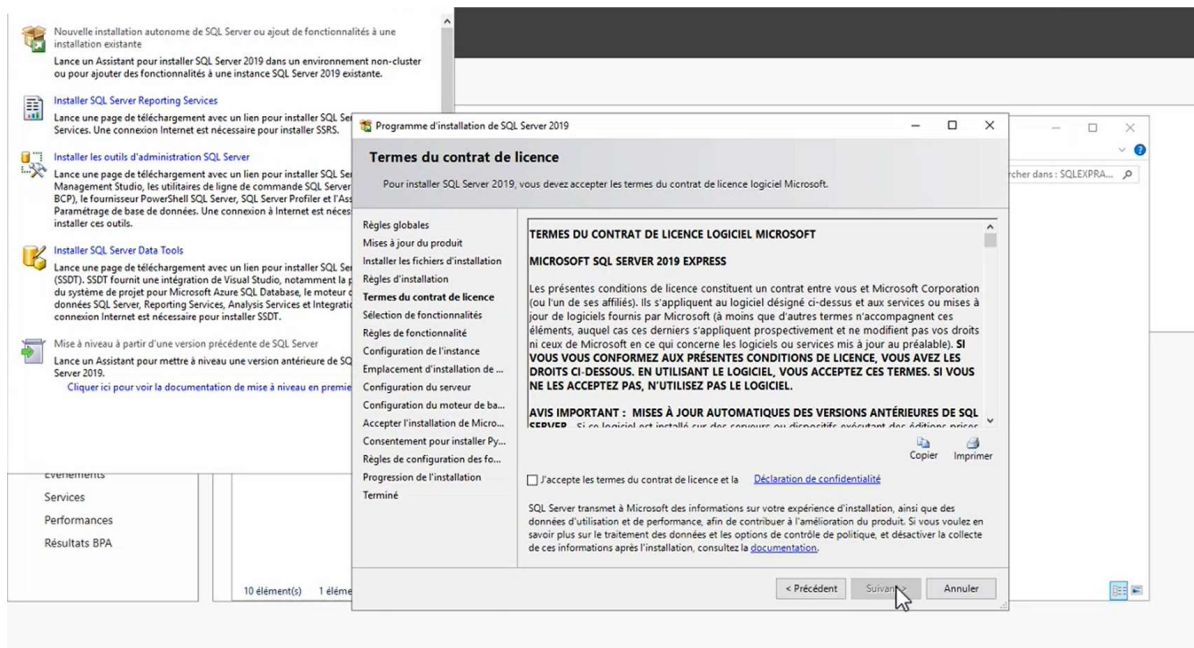 Nouvelle installation autonome de SQL Server ou ajout de fonctionnalités à une
installation existante
Lance un Assistant pour installer SQL Server 2019 dans un environnement non-cluster
ou pour ajouter des fonctionnalités à une instance SQL Server 2019 existante.
Installer SQL Server Reporting Services
Lance une page de téléchargement avec un lien pour installer SQL Ser
Services. Une connexion Internet est nécessaire pour installer SSRS.
Installer les outils d'administration SQL Server
Lance une page de téléchargement avec un lien pour installer SQL Ser
Management Studio, les utilitaires de ligne de commande SQL Server
BCP), le fournisseur PowerShell SQL Server, SQL Server Profiler et l'Ass
Paramétrage de base de données. Une connexion à Internet est néces
installer ces outils.
Installer SQL Server Data Tools
Lance une page de téléchargement avec un lien pour installer SQL Ser
(SSDT). SSDT fournit une intégration de Visual Studio, notamment la p
du système de projet pour Microsoft Azure SQL Database, le moteur d
données SQL Server, Reporting Services, Analysis Services et Integratio
connexion Internet est nécessaire pour installer SSDT.
Mise à niveau à partir d'une version précédente de SQL Server
Lance un Assistant pour mettre à niveau une version antérieure de SQ
Server 2019.
Cliquer ici pour voir la documentation de mise à niveau en premie
Evénements
Services
Performances
Résultats BPA
10 élément(s) 1 éléme
rcher dans : SQLEXPRA...
Programme d'installation de SQL Server 2019
Termes du contrat de licence
Pour installer SQL Server 2019, vous devez accepter les termes du contrat de licence logiciel Microsoft.
Règles globales
Mises à jour du produit
Installer les fichiers d'installation
Règles d'installation
Termes du contrat de licence
Sélection de fonctionnalités
Règles de fonctionnalité
Configuration de l'instance
Emplacement d'installation de ...
Configuration du serveur
Configuration du moteur de ba...
Accepter l'installation de Micro...
Consentement pour installer Py...
Règles de configuration des fo...
Progression de l'installation
Terminé
TERMES DU CONTRAT DE LICENCE LOGICIEL MICROSOFT
MICROSOFT SQL SERVER 2019 EXPRESS
Les présentes conditions de licence constituent un contrat entre vous et Microsoft Corporation
(ou l'un de ses affiliés). Ils s'appliquent au logiciel désigné ci-dessus et aux services ou mises à
jour de logiciels fournis par Microsoft (à moins que d'autres termes n'accompagnent ces
éléments, auquel cas ces derniers s'appliquent prospectivement et ne modifient pas vos droits
ni ceux de Microsoft en ce qui concerne les logiciels ou services mis à jour au préalable). SI
VOUS VOUS CONFORMEZ AUX PRÉSENTES CONDITIONS DE LICENCE, VOUS AVEZ LES
DROITS CI-DESSOUS. EN UTILISANT LE LOGICIEL, VOUS ACCEPTEZ CES TERMES. SI VOUS
NE LES ACCEPTEZ PAS, N'UTILISEZ PAS LE LOGICIEL.
AVIS IMPORTANT : MISES À JOUR AUTOMATIQUES DES VERSIONS ANTÉRIEURES DE SQL
SERVER. Si ce logiciel est installé sur des serveurs ou dispositifs exécutant des éditions prises
Copier Imprimer
J'accepte les termes du contrat de licence et la Déclaration de confidentialité
SQL Server transmet à Microsoft des informations sur votre expérience d'installation, ainsi que des
données d'utilisation et de performance, afin de contribuer à l'amélioration du produit. Si vous voulez en
savoir plus sur le traitement des données et les options de contrôle de politique, et désactiver la collecte
de ces informations après l'installation, consultez la documentation.
< Précédent Suivant > Annuler